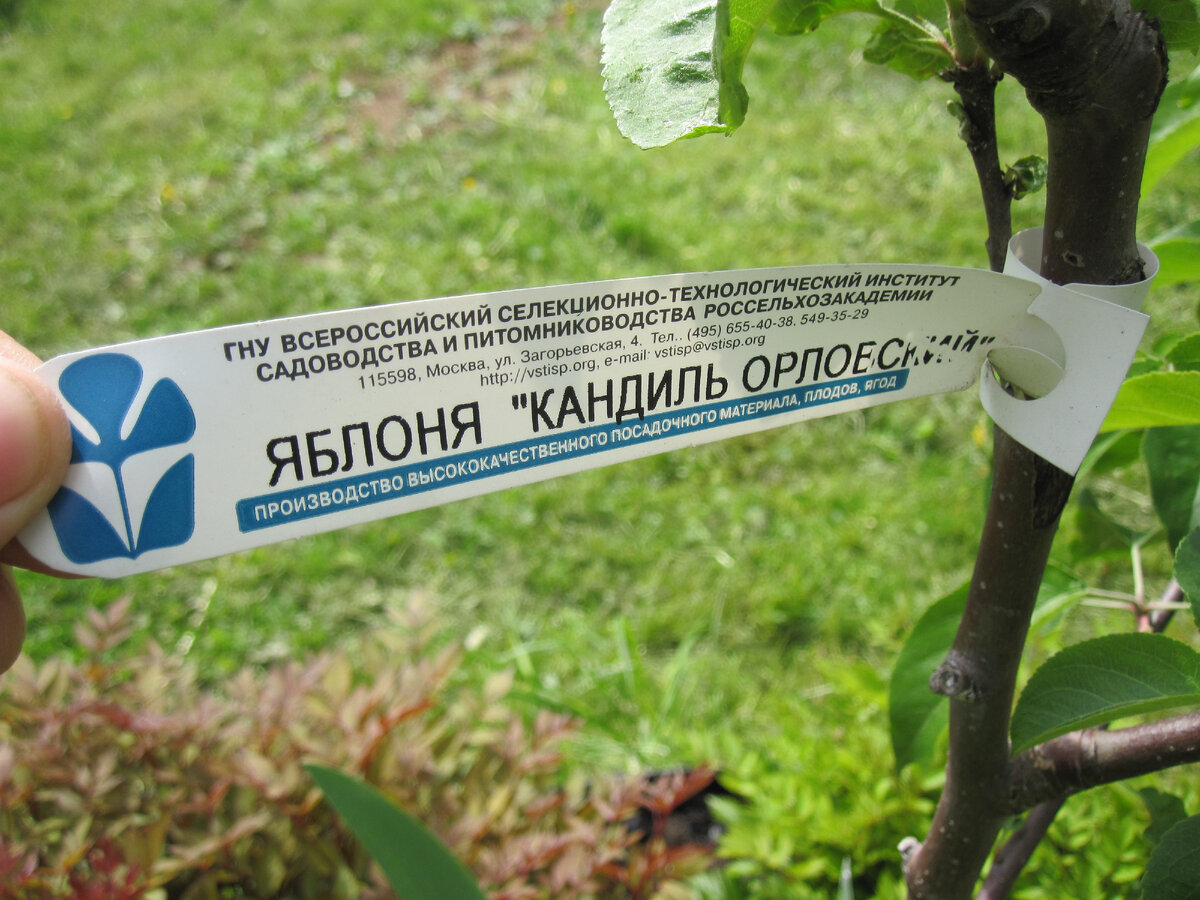 ГНУ ВСЕРОССИЙСКИЙ СЕЛЕКЦИОННО-ТЕХНОЛОГИЧЕСКИЙ ИНСТИТУТ
САДОВОДСТВА И ПИТОМНИКОВОДСТВА РОССЕЛЬХОЗАКАДЕМИИ
115598, Москва, ул. Загорьевская, 4. Тел.. (495) 655-40-38. 549-35-29
http://vstisp.org, e-mail: vstisp@vstisp.org
ЯБЛОНЯ "КАНДИЛЬ ОРЛОВСКИЙ"
ПРОИЗВОДСТВО ВЫСОКОКАЧЕСТВЕННОГО ПОСАДОЧНОГО МАТЕРИАЛА, ПЛОДОВ, ЯГОД